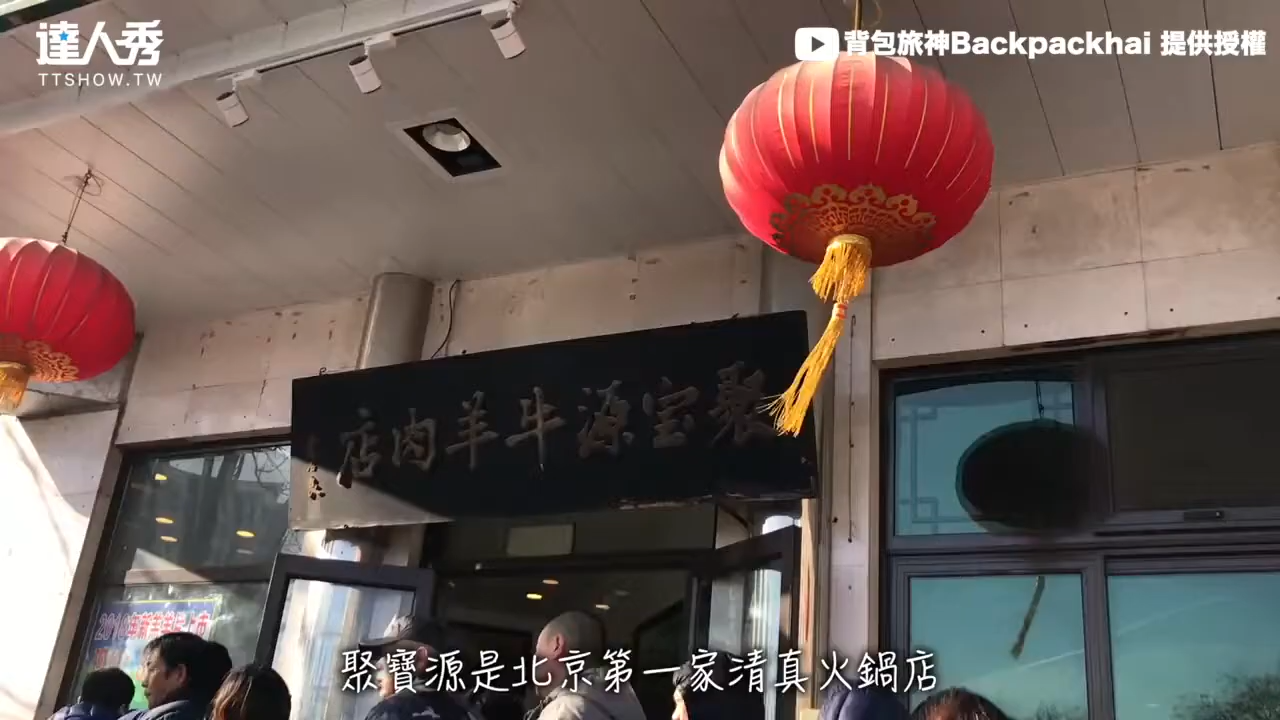 達人秀
TTSHOW.TW
背包旅神Backpackhai 提供授權
聚宝源牛羊肉店
聚寶源是北京第一家清真火鍋店